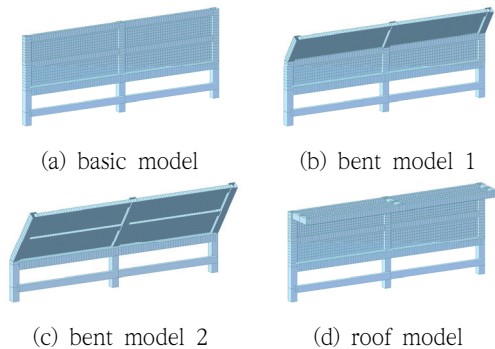 (a) basic model
(b) bent model 1
(c) bent model 2
(d) roof model